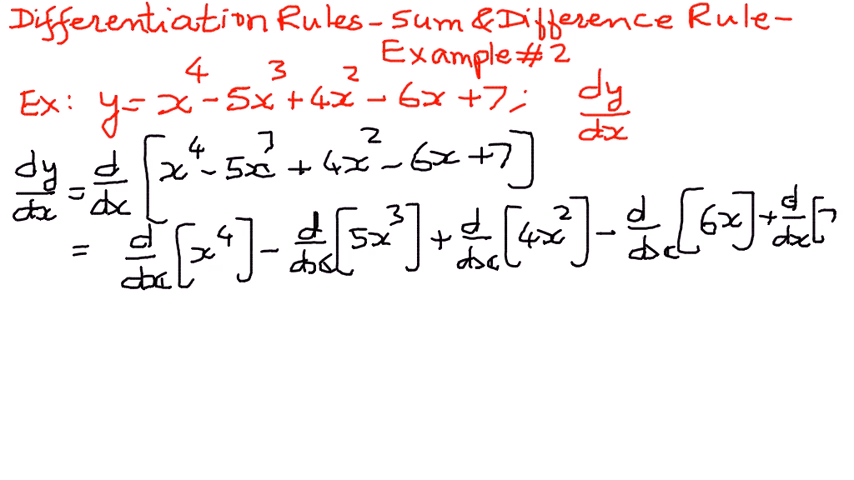 Differentiation Rules - Sum & Difference Rule -
Example #2
Ex: y = x⁴ - 5x³ + 4x² - 6x + 7; dy/dx
dy/dx = d/dx [x⁴ - 5x³ + 4x² - 6x + 7]
= d/dx [x⁴] - d/dx [5x³] + d/dx [4x²] - d/dx [6x] + d/dx [